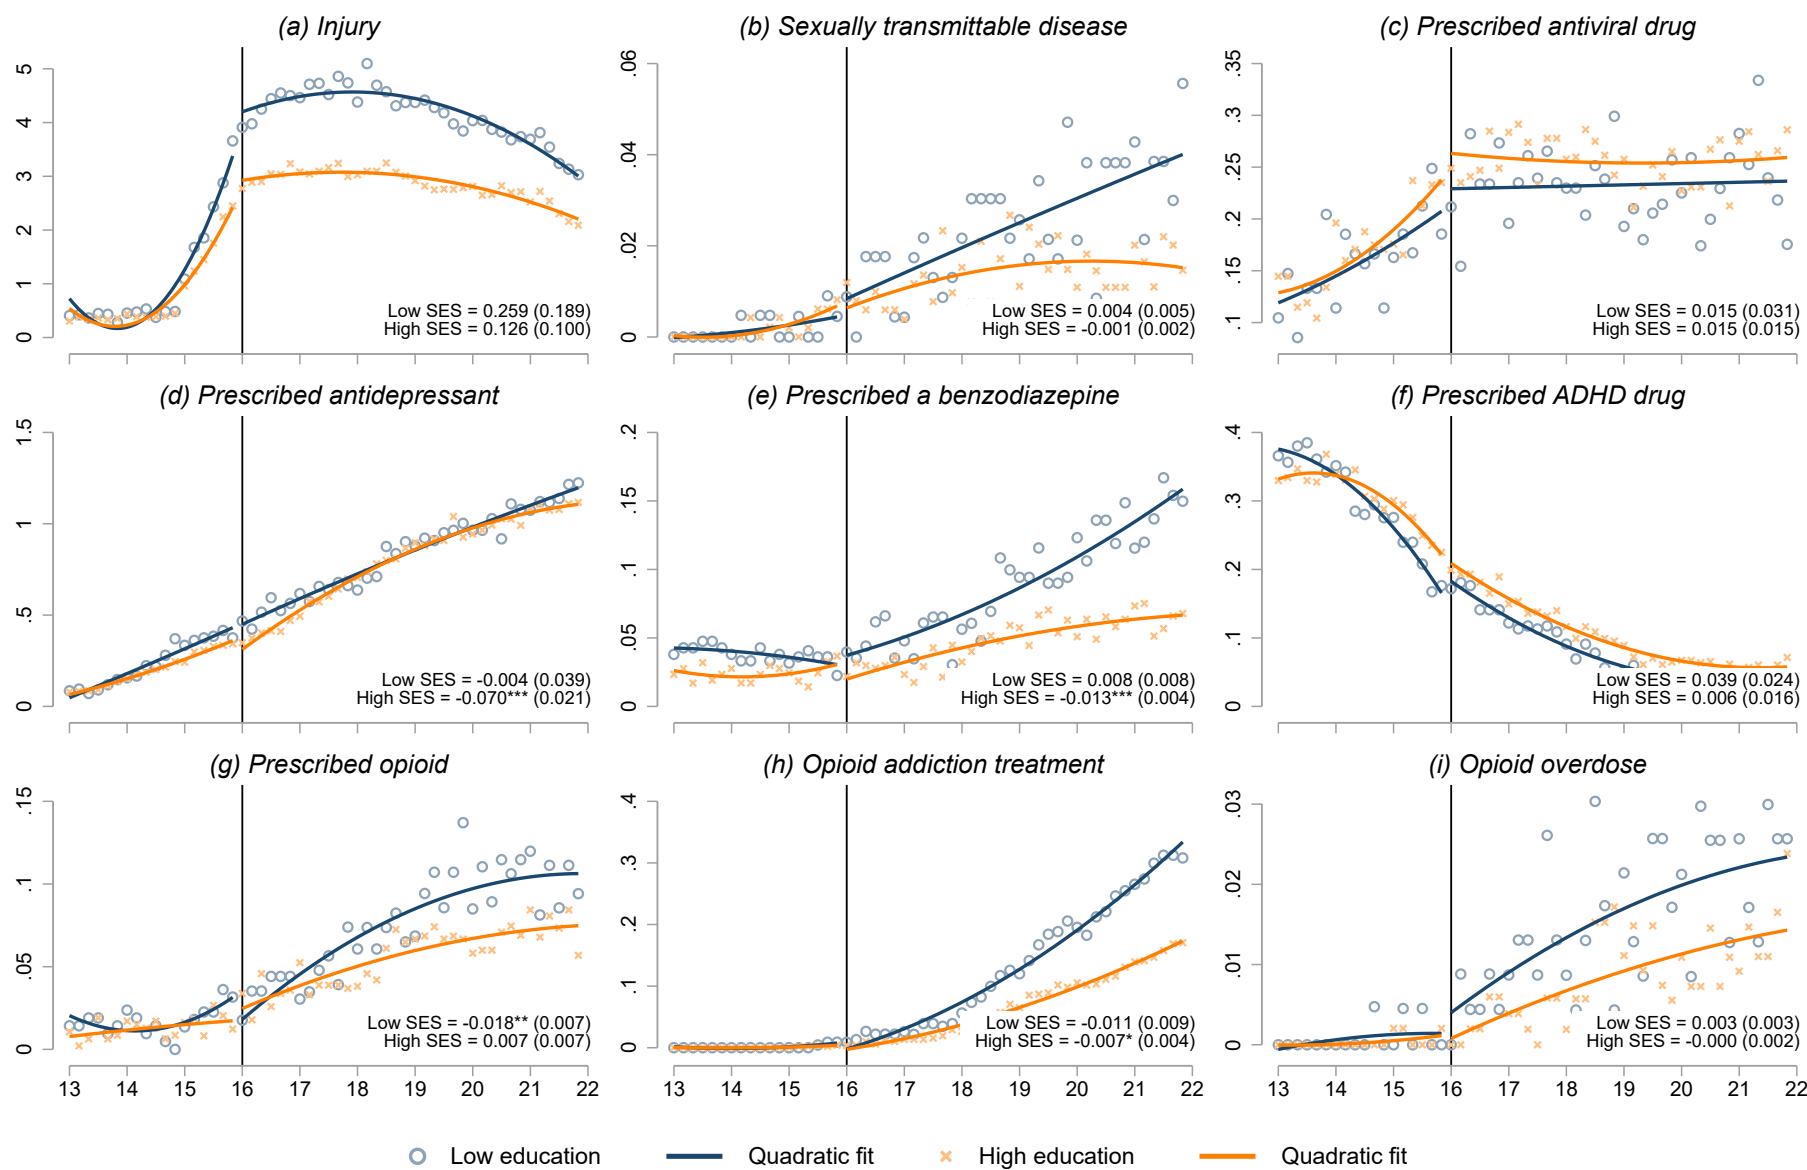 (a) Injury
(b) Sexually transmittable disease
(c) Prescribed antiviral drug
5
4
3
2
1
0
Low SES = 0.259 (0.189)
High SES = 0.126 (0.100)
.06
.04
.02
0
Low SES = 0.004 (0.005)
High SES = -0.001 (0.002)
.35
.3
.25
.2
.15
.1
Low SES = 0.015 (0.031)
High SES = 0.015 (0.015)
(d) Prescribed antidepressant
(e) Prescribed a benzodiazepine
(f) Prescribed ADHD drug
1.5
1
.5
0
Low SES = -0.004 (0.039)
High SES = -0.070*** (0.021)
.2
.15
.1
.05
0
Low SES = 0.008 (0.008)
High SES = -0.013*** (0.004)
.4
.3
.2
.1
0
Low SES = 0.039 (0.024)
High SES = 0.006 (0.016)
(g) Prescribed opioid
(h) Opioid addiction treatment
(i) Opioid overdose
.15
.1
.05
0
Low SES = -0.018** (0.007)
High SES = 0.007 (0.007)
13 14 15 16 17 18 19 20 21 22
.4
.3
.2
.1
0
Low SES = -0.011 (0.009)
High SES = -0.007* (0.004)
13 14 15 16 17 18 19 20 21 22
.03
.02
.01
0
Low SES = 0.003 (0.003)
High SES = -0.000 (0.002)
13 14 15 16 17 18 19 20 21 22
Low education Quadratic fit High education Quadratic fit